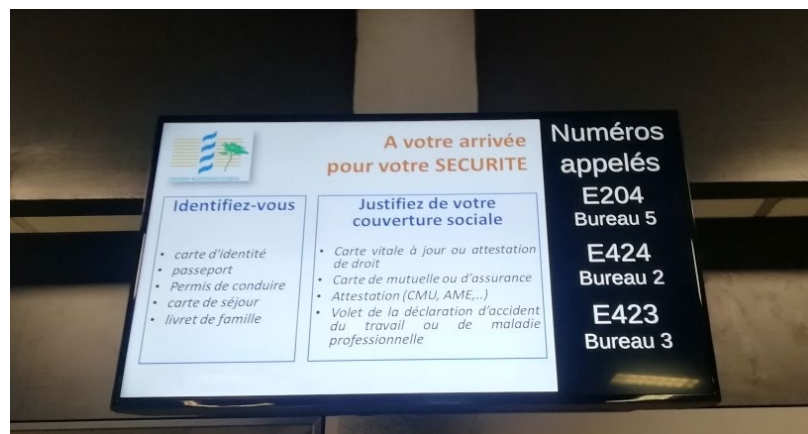 A votre arrivée
pour votre SECURITE
Identifiez-vous
• carte d'identité
• passeport
• Permis de conduire
• carte de séjour
• livret de famille
Justifiez de votre
couverture sociale
• Carte vitale à jour ou attestation
de droit
• Carte de mutuelle ou d'assurance
• Attestation (CMU, AME,..)
• Volet de la déclaration d'accident
du travail ou de maladie
professionnelle
Numéros
appelés
E204
Bureau 5
E424
Bureau 2
E423
Bureau 3